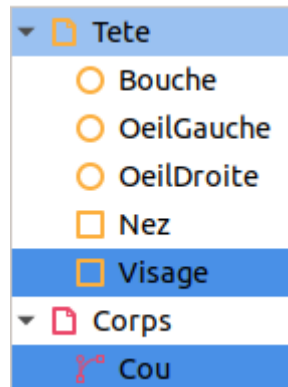 Tete
Bouche
OeilGauche
OeilDroite
Nez
Visage
Corps
Cou